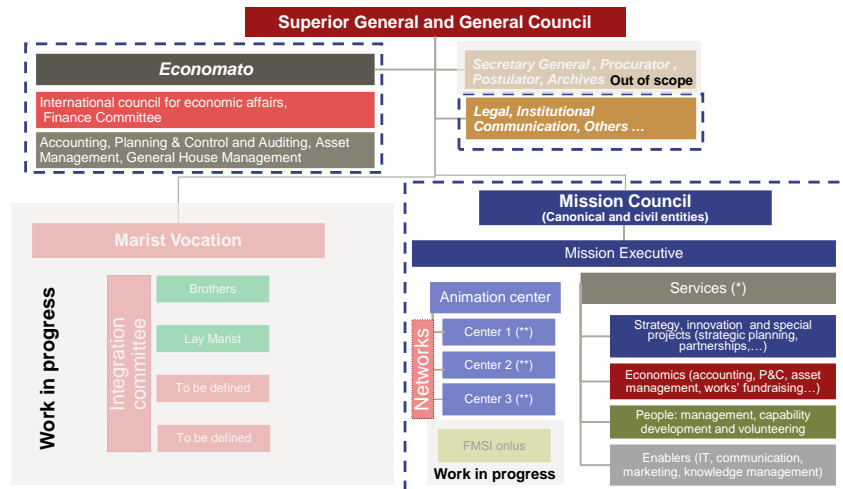 Superior General and General Council
Economato
International council for economic affairs,
Finance Committee
Accounting, Planning & Control and Auditing, Asset
Management, General House Management
Secretary General , Procurator ,
Postulator, Archives
Out of scope
Legal, Institutional
Communication, Others …
Marist Vocation
Work in progress
Integration
committee
Brothers
Lay Marist
To be defined
To be defined
Mission Council
(Canonical and civil entities)
Mission Executive
Animation center
Networks
Center 1 (**)
Center 2 (**)
Center 3 (**)
FMSI onlus
Work in progress
Services (*)
Strategy, innovation and special
projects (strategic planning,
partnerships,…)
Economics (accounting, P&C, asset
management, works' fundraising…)
People: management, capability
development and volunteering
Enablers (IT, communication,
marketing, knowledge management)